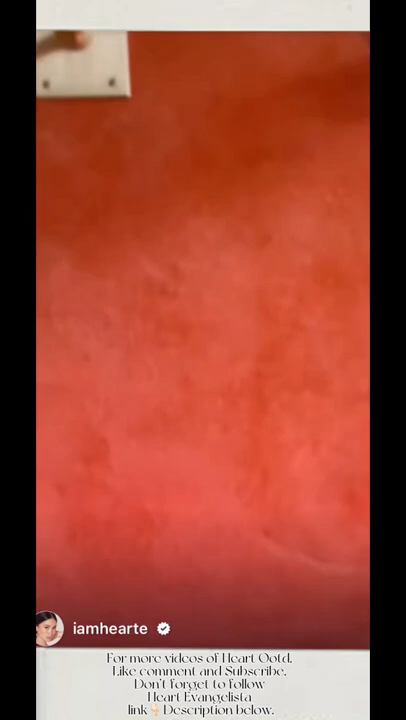 iamhearte
For more videos of Heart Ootd.
Like comment and Subscribe.
Don't forget to follow
Heart Evangelista
link👇🏻Description below.